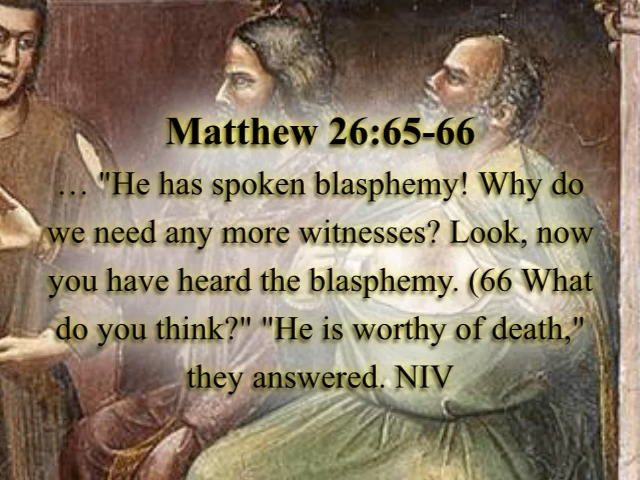 Matthew 26:65-66
… "He has spoken blasphemy! Why do
we need any more witnesses? Look, now
you have heard the blasphemy. (66 What
do you think?" "He is worthy of death,"
they answered. NIV